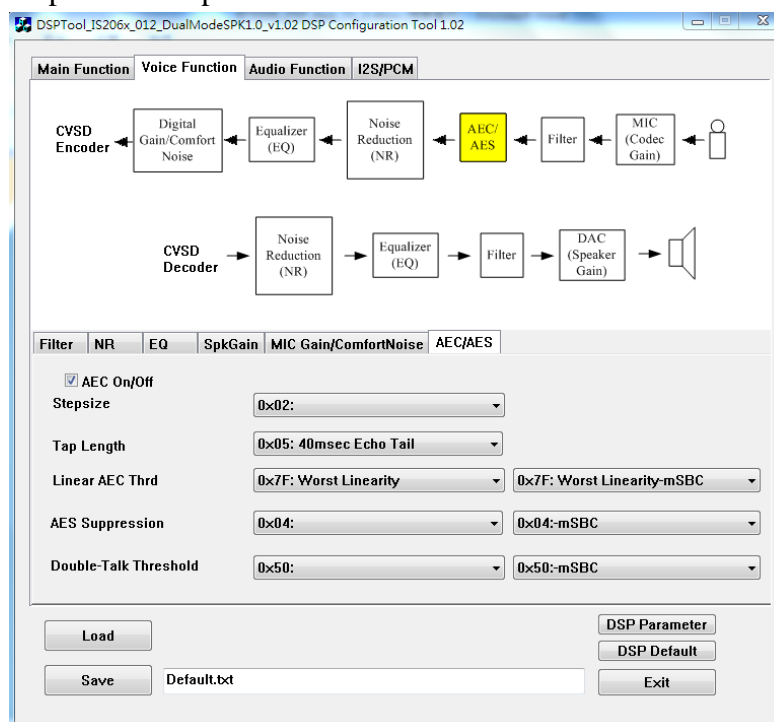 DSPTool_IS206x_012_DualModeSPK1.0_v1.02 DSP Configuration Tool 1.02
Main Function Voice Function Audio Function I2S/PCM
CVSD Encoder
Digital Gain/Comfort Noise
Equalizer (EQ)
Noise Reduction (NR)
AEC/ AES
Filter
MIC (Codec Gain)
CVSD Decoder
Noise Reduction (NR)
Equalizer (EQ)
Filter
DAC (Speaker Gain)
Filter NR EQ SpkGain MIC Gain/ComfortNoise AEC/AES
AEC On/Off
Stepsize 0x02:
Tap Length 0x05: 40msec Echo Tail
Linear AEC Thrd 0x7F: Worst Linearity 0x7F: Worst Linearity-mSBC
AES Suppression 0x04: 0x04:-mSBC
Double-Talk Threshold 0x50: 0x50:-mSBC
Load DSP Parameter
DSP Default
Save Default.txt Exit